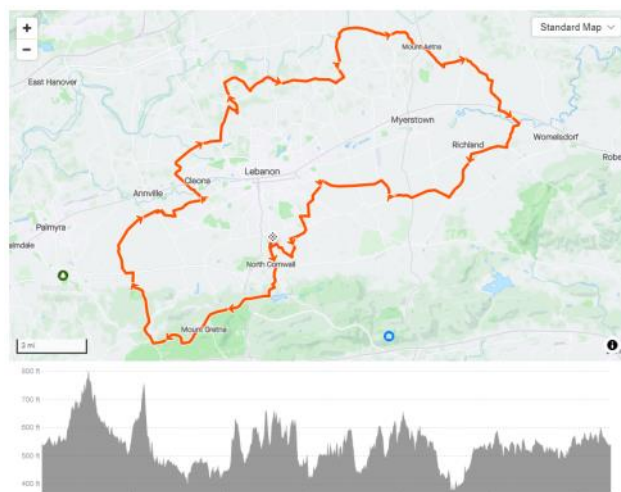 +
Standard Map
−
Mount Aetna
East Hanover
Myerstown
Womelsdorf
Richland
Lebanon
Cleona
Annville
Palmyra
North Cornwall
Mount Gretna
2 mi
800 ft
700 ft
600 ft
500 ft
400 ft